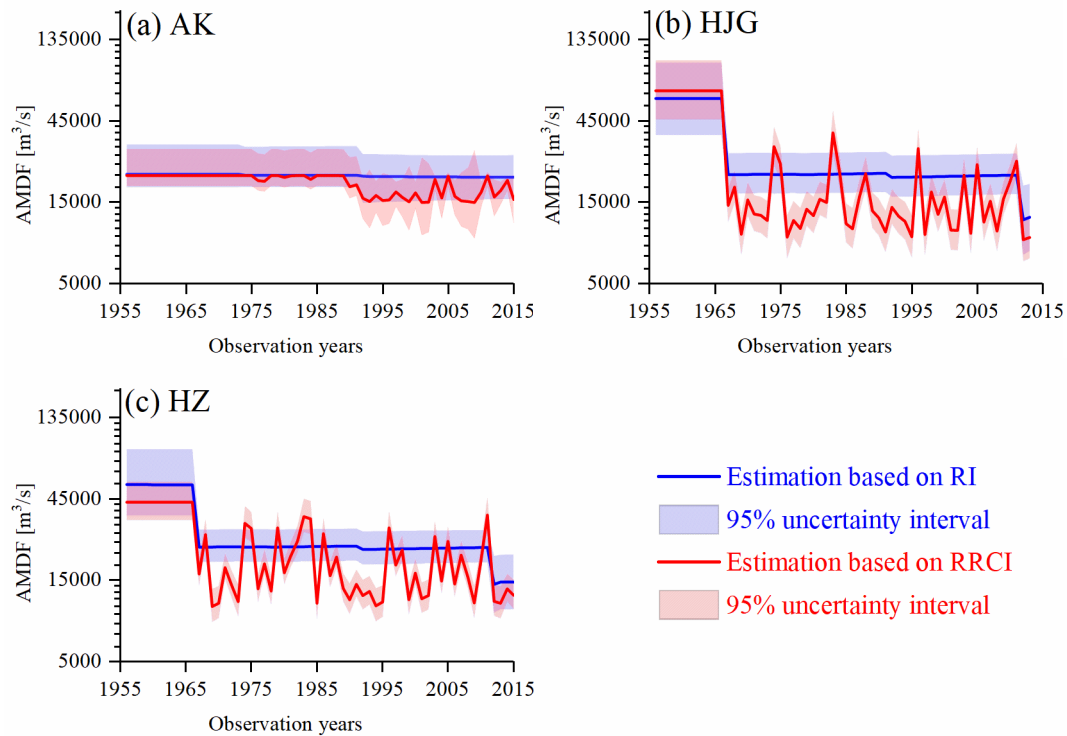 (a) AK
AMDF [m³/s]
135000
45000
15000
5000
1955 1965 1975 1985 1995 2005 2015
Observation years
(b) HJG
AMDF [m³/s]
135000
45000
15000
5000
1955 1965 1975 1985 1995 2005 2015
Observation years
(c) HZ
AMDF [m³/s]
135000
45000
15000
5000
1955 1965 1975 1985 1995 2005 2015
Observation years
Estimation based on RI
95% uncertainty interval
Estimation based on RRCI
95% uncertainty interval